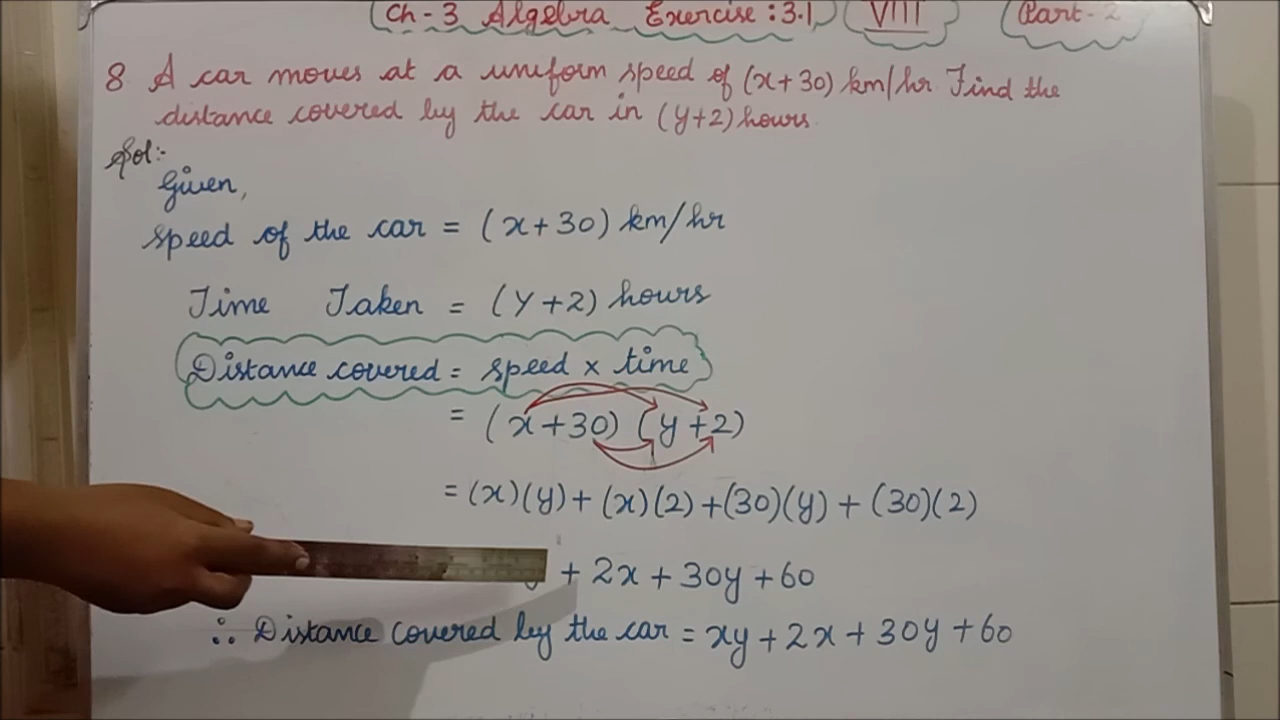 Ch - 3 Algebra Exercise : 3.1 VIII Part - 2
8 A car moves at a uniform speed of (x+30) km/hr. Find the
distance covered by the car in (y+2) hours.
Sol:-
Given,
Speed of the car = (x+30) km/hr
Time Taken = (y+2) hours
Distance covered = speed × time
= (x+30) (y+2)
= (x)(y) + (x)(2) + (30)(y) + (30)(2)
+ 2x + 30y + 60
∴ Distance covered by the car = xy + 2x + 30y + 60